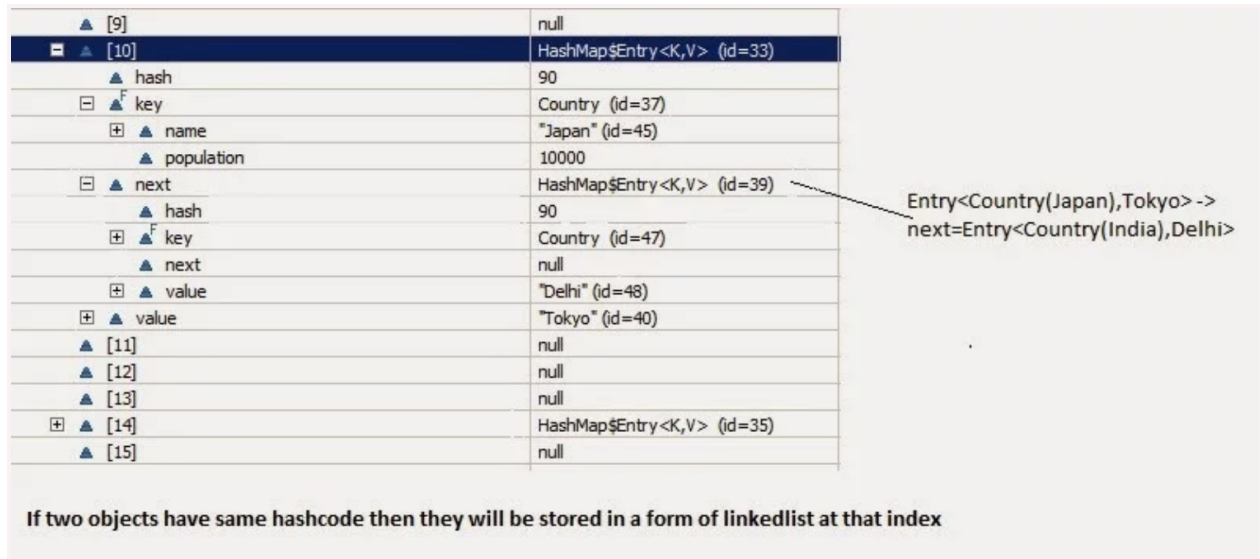 [9] null
[10] HashMap$Entry<K,V> (id=33)
hash 90
F key Country (id=37)
name "Japan" (id=45)
population 10000
next HashMap$Entry<K,V> (id=39)
hash 90
F key Country (id=47)
next null
value "Delhi" (id=48)
value "Tokyo" (id=40)
[11] null
[12] null
[13] null
[14] HashMap$Entry<K,V> (id=35)
[15] null
Entry<Country(Japan),Tokyo> ->
next=Entry<Country(India),Delhi>
If two objects have same hashcode then they will be stored in a form of linkedlist at that index